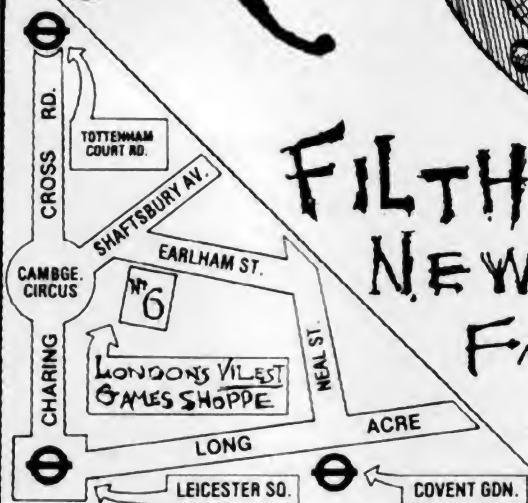 TOTTENHAM
COURT RD.
CHARING CROSS RD.
SHAFTSBURY AV.
EARLHAM ST.
CAMBGE.
CIRCUS
Nº 6
LONDON'S VILEST
GAMES SHOPPE
NEAL ST.
LONG ACRE
LEICESTER SQ.
COVENT GDN.
FILTH
NEW
FA